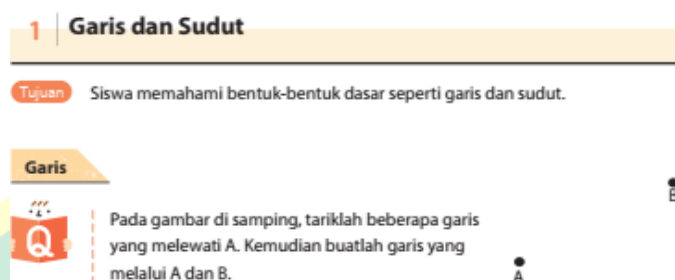 1 Garis dan Sudut
Tujuan Siswa memahami bentuk-bentuk dasar seperti garis dan sudut.
Garis
Q
Pada gambar di samping, tariklah beberapa garis
yang melewati A. Kemudian buatlah garis yang
melalui A dan B.
A